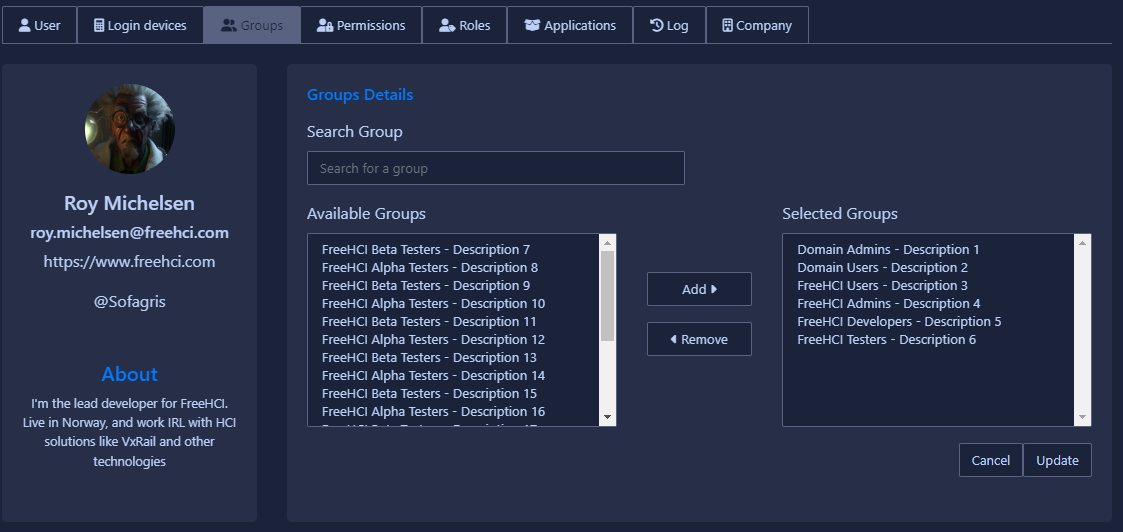 User
Login devices
Groups
Permissions
Roles
Applications
Log
Company
Roy Michelsen
roy.michelsen@freehci.com
https://www.freehci.com
@Sofagris
About
I'm the lead developer for FreeHCI.
Live in Norway, and work IRL with HCI
solutions like VxRail and other
technologies
Groups Details
Search Group
Search for a group
Available Groups
FreeHCI Beta Testers - Description 7
FreeHCI Alpha Testers - Description 8
FreeHCI Beta Testers - Description 9
FreeHCI Alpha Testers - Description 10
FreeHCI Beta Testers - Description 11
FreeHCI Alpha Testers - Description 12
FreeHCI Beta Testers - Description 13
FreeHCI Alpha Testers - Description 14
FreeHCI Beta Testers - Description 15
FreeHCI Alpha Testers - Description 16
Add
Remove
Selected Groups
Domain Admins - Description 1
Domain Users - Description 2
FreeHCI Users - Description 3
FreeHCI Admins - Description 4
FreeHCI Developers - Description 5
FreeHCI Testers - Description 6
Cancel
Update